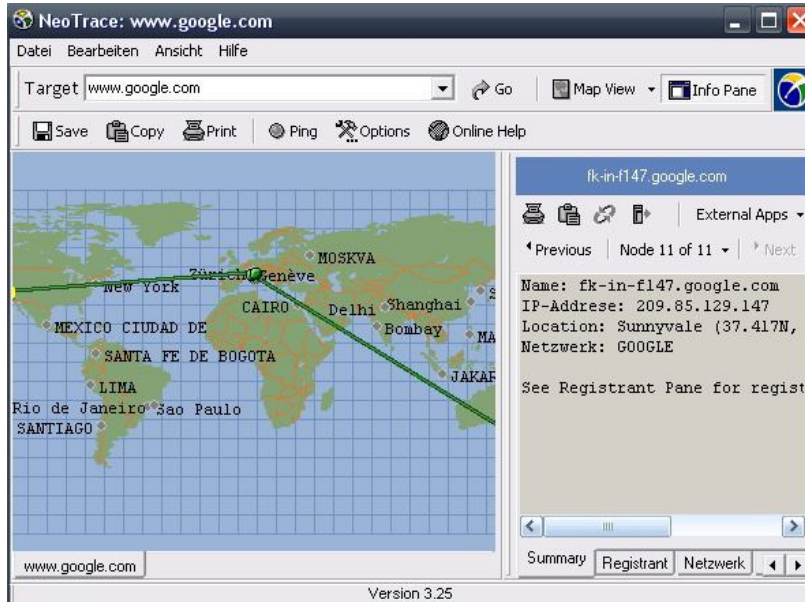 NeoTrace: www.google.com
Datei Bearbeiten Ansicht Hilfe
Target www.google.com Go Map View Info Pane
Save Copy Print Ping Options Online Help
fk-in-f147.google.com
External Apps
Previous Node 11 of 11 Next
Name: fk-in-f147.google.com
IP-Addrese: 209.85.129.147
Location: Sunnyvale (37.417N,
Netzwerk: GOOGLE
See Registrant Pane for regist
MOSKVA
Zürich Genève
New York
CAIRO Delhi Shanghai S
MEXICO CIUDAD DE Bombay MA
SANTA FE DE BOGOTA
LIMA JAKAR
Rio de Janeiro Sao Paulo
SANTIAGO
www.google.com
Summary Registrant Netzwerk
Version 3.25